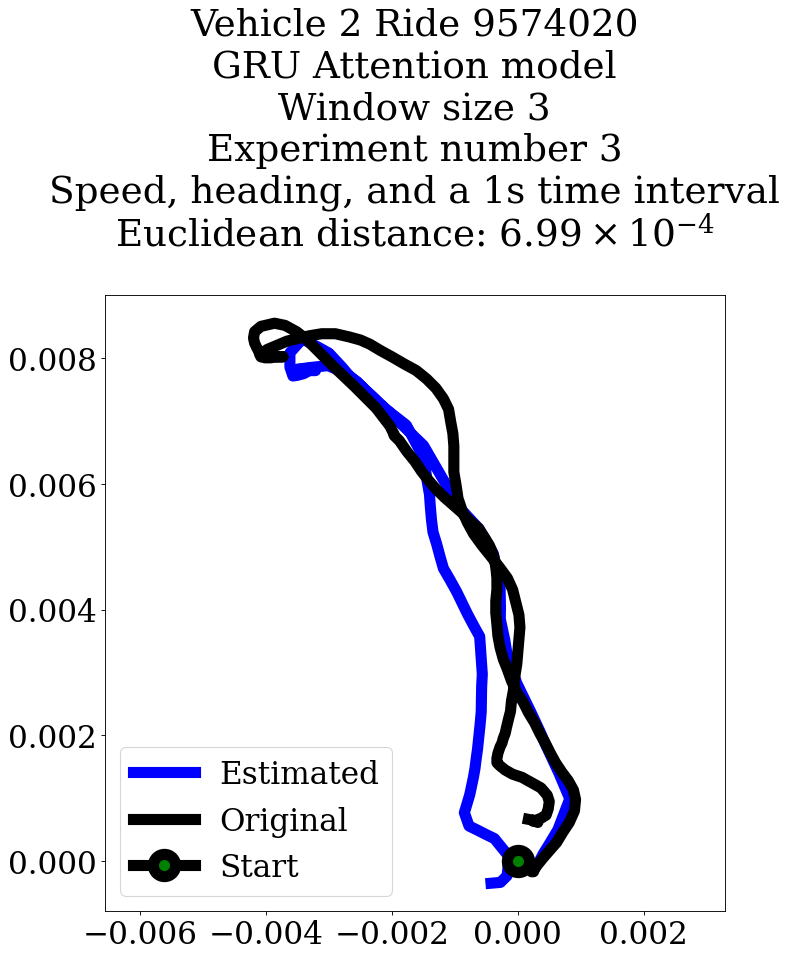 Vehicle 2 Ride 9574020
GRU Attention model
Window size 3
Experiment number 3
Speed, heading, and a 1s time interval
Euclidean distance: 6.99 × 10⁻⁴
0.008
0.006
0.004
0.002
0.000
Estimated
Original
Start
−0.006 −0.004 −0.002 0.000 0.002